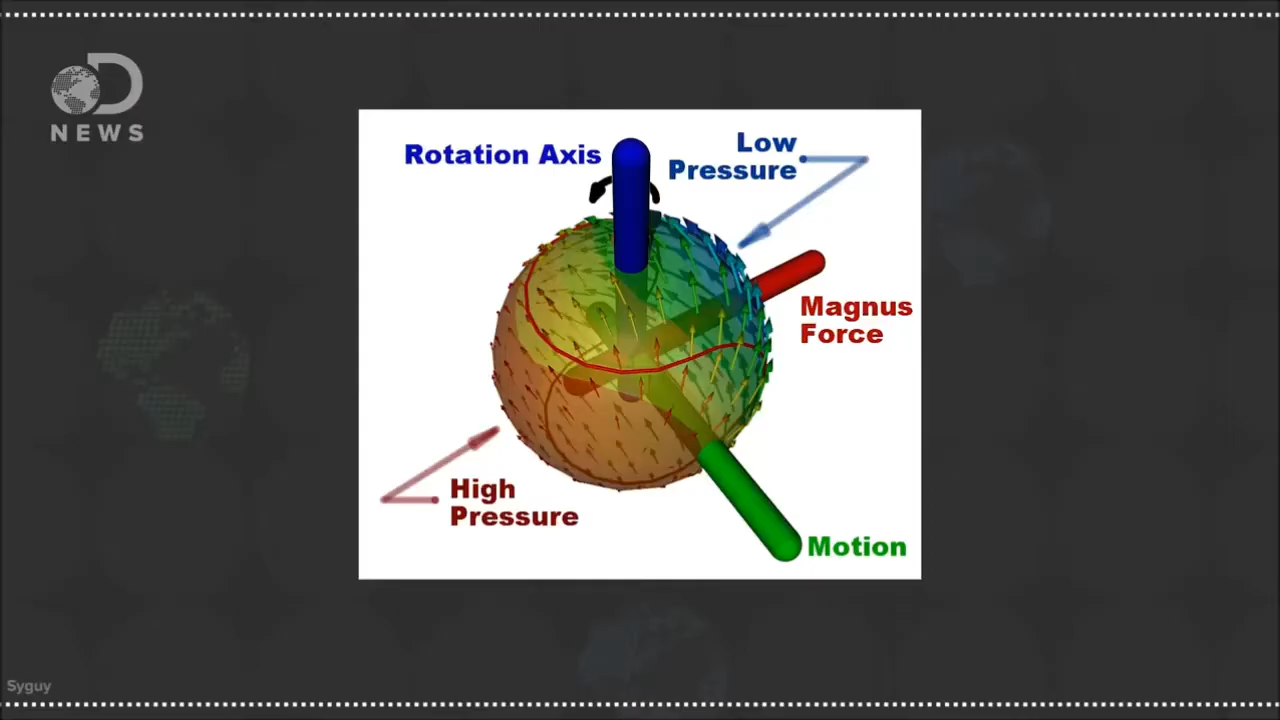 NEWS
Rotation Axis
Low
Pressure
Magnus
Force
High
Pressure
Motion
Syguy